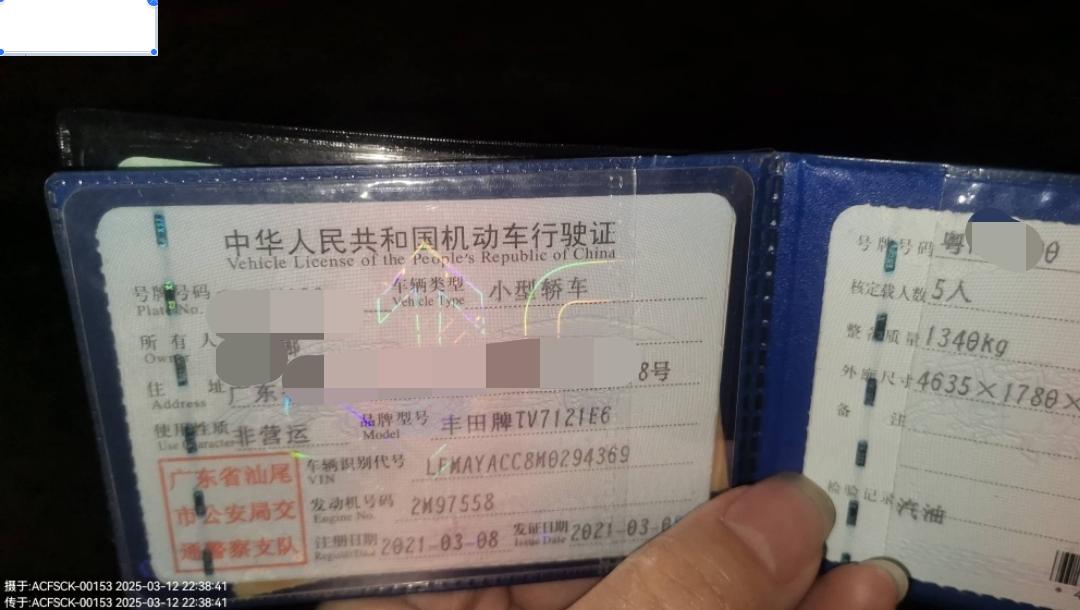 中华人民共和国机动车行驶证
Vehicle License of the People's Republic of China
号牌号码
Plate No.
车辆类型 小型轿车
Vehicle Type
所有人
Owner
住址 广东
8号
Address
使用性质 非营运
Use Character
品牌型号 丰田牌TV7121E6
Model
车辆识别代号 LFMAYACC8M0294369
VIN
发动机号码 2M97558
Engine No.
注册日期 2021-03-08
Register Date
发证日期 2021-03-0
Issue Date
广东省汕尾
市公安局交
通警察支队
号牌号码 粤
核定载人数 5人
整备质量 1340kg
外廓尺寸 4635×1780×
备注
检验记录 汽油
摄于:ACFSCK-00153 2025-03-12 22:38:41
传于:ACFSCK-00153 2025-03-12 22:38:41